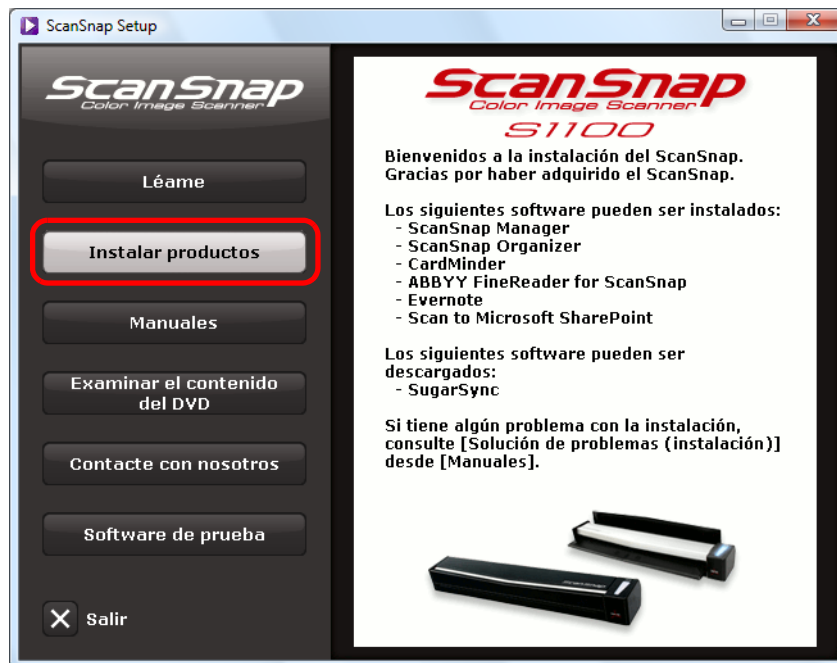 ScanSnap Setup
ScanSnap
Color Image Scanner
Léame
Instalar productos
Manuales
Examinar el contenido
del DVD
Contacte con nosotros
Software de prueba
Salir
ScanSnap
Color Image Scanner
S1100
Bienvenidos a la instalación del ScanSnap.
Gracias por haber adquirido el ScanSnap.
Los siguientes software pueden ser instalados:
- ScanSnap Manager
- ScanSnap Organizer
- CardMinder
- ABBYY FineReader for ScanSnap
- Evernote
- Scan to Microsoft SharePoint
Los siguientes software pueden ser
descargados:
- SugarSync
Si tiene algún problema con la instalación,
consulte [Solución de problemas (instalación)]
desde [Manuales].
ScanSnap